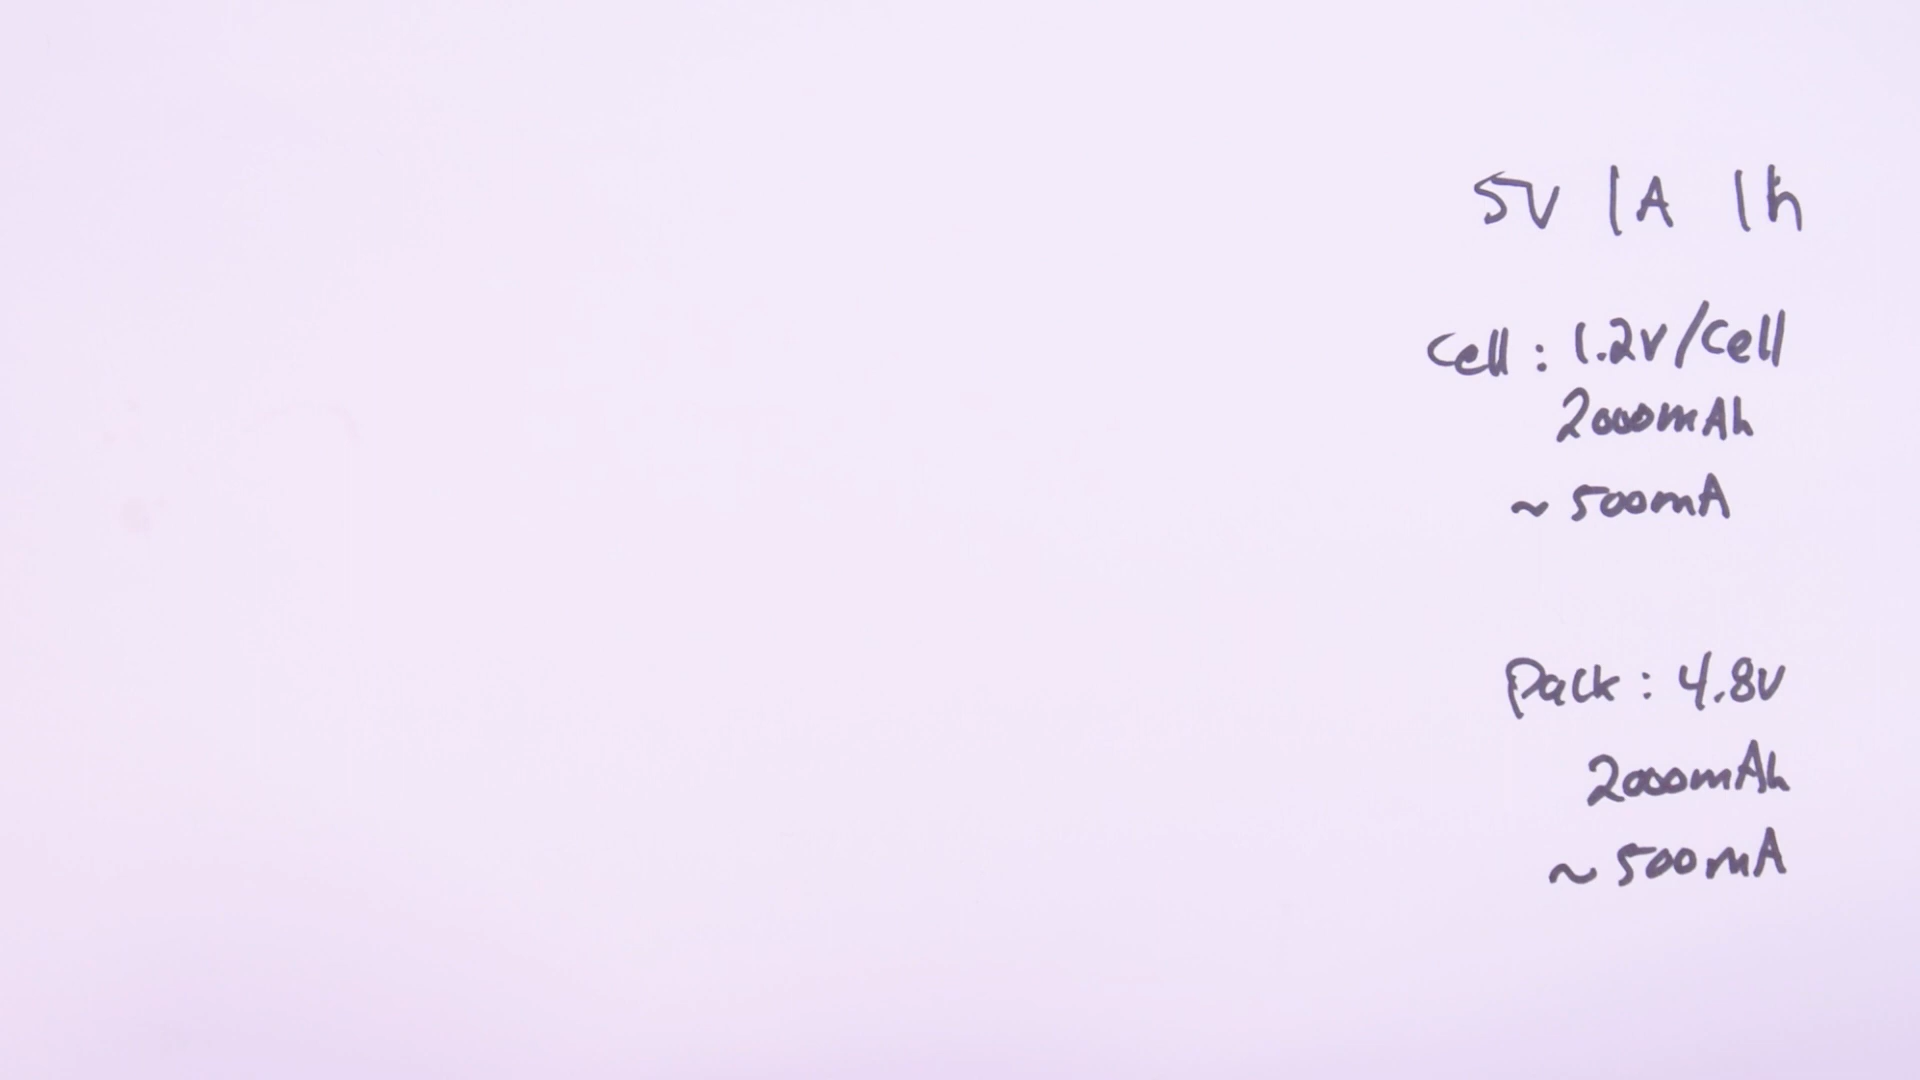 5V 1A 1h
Cell : 1.2V/Cell
2000mAh
~ 500mA
Pack : 4.8V
2000mAh
~ 500mA